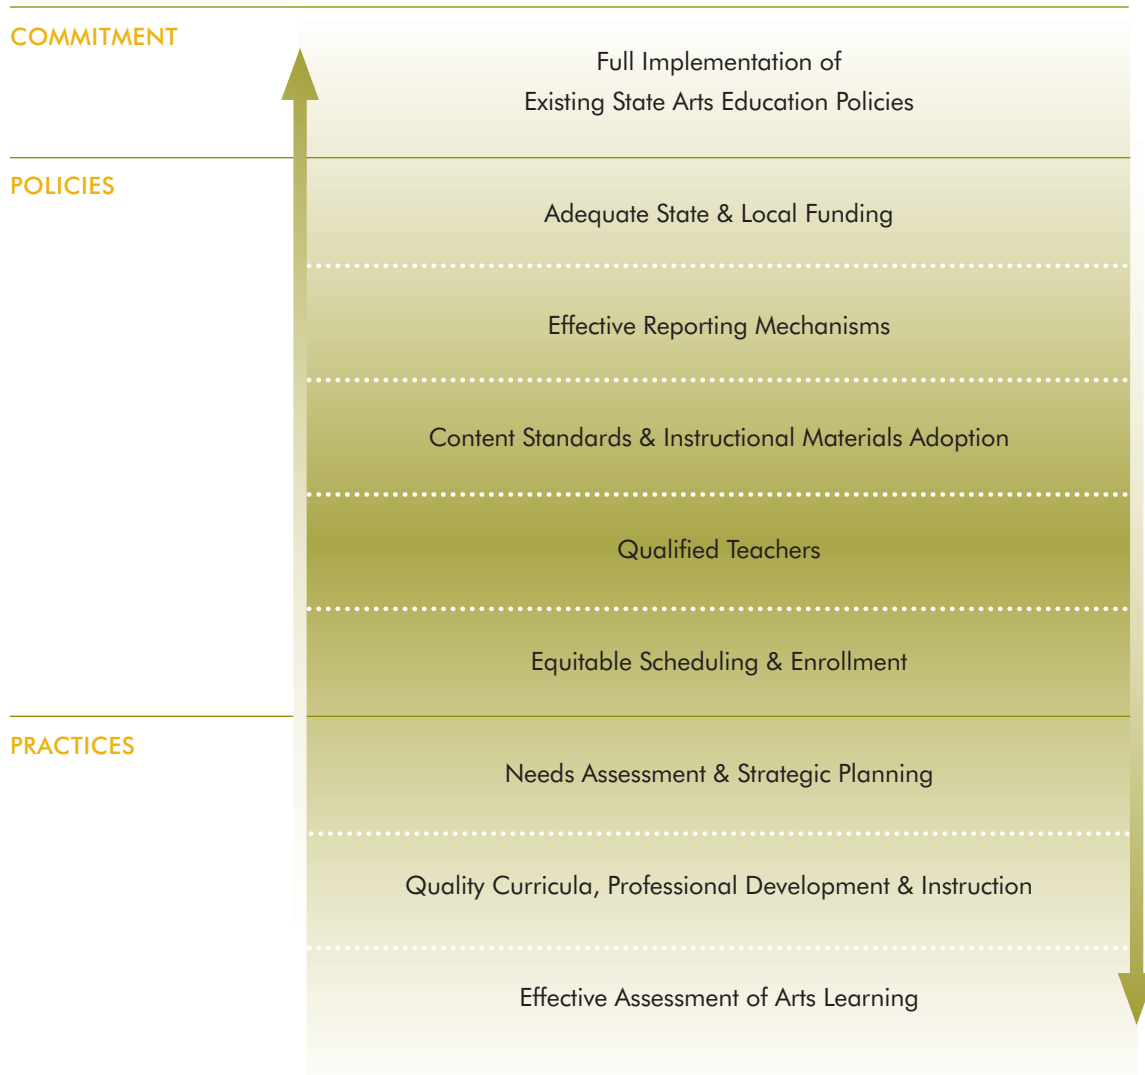 COMMITMENT
Full Implementation of
Existing State Arts Education Policies
POLICIES
Adequate State & Local Funding
Effective Reporting Mechanisms
Content Standards & Instructional Materials Adoption
Qualified Teachers
Equitable Scheduling & Enrollment
PRACTICES
Needs Assessment & Strategic Planning
Quality Curricula, Professional Development & Instruction
Effective Assessment of Arts Learning